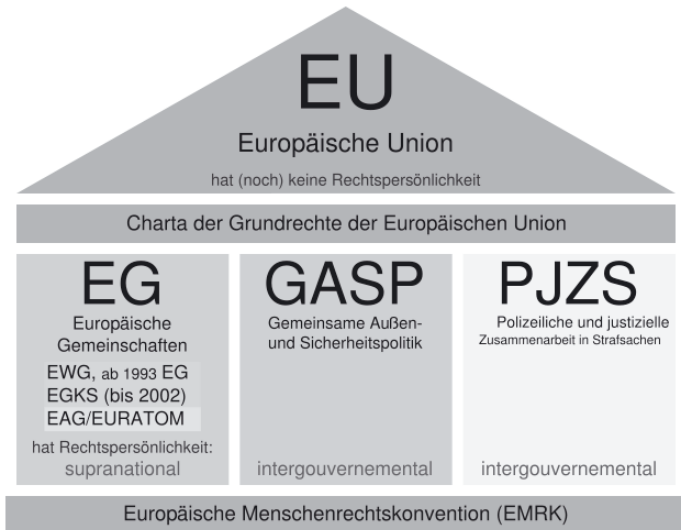 EU
Europäische Union
hat (noch) keine Rechtspersönlichkeit
Charta der Grundrechte der Europäischen Union
EG
Europäische
Gemeinschaften
EWG, ab 1993 EG
EGKS (bis 2002)
EAG/EURATOM
hat Rechtspersönlichkeit:
supranational
GASP
Gemeinsame Außen-
und Sicherheitspolitik
intergouvernemental
PJZS
Polizeiliche und justizielle
Zusammenarbeit in Strafsachen
intergouvernemental
Europäische Menschenrechtskonvention (EMRK)